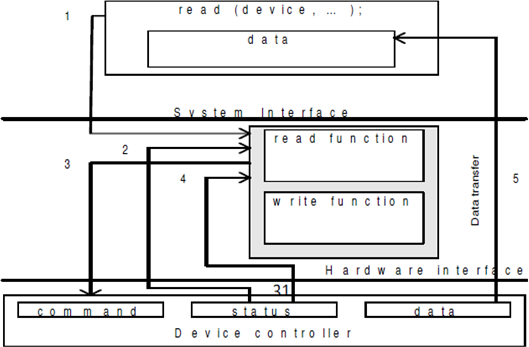 1
read (device, … );
data
System Interface
read function
2
3
4
write function
Data transfer
5
Hardware interface
31
command
status
data
Device controller